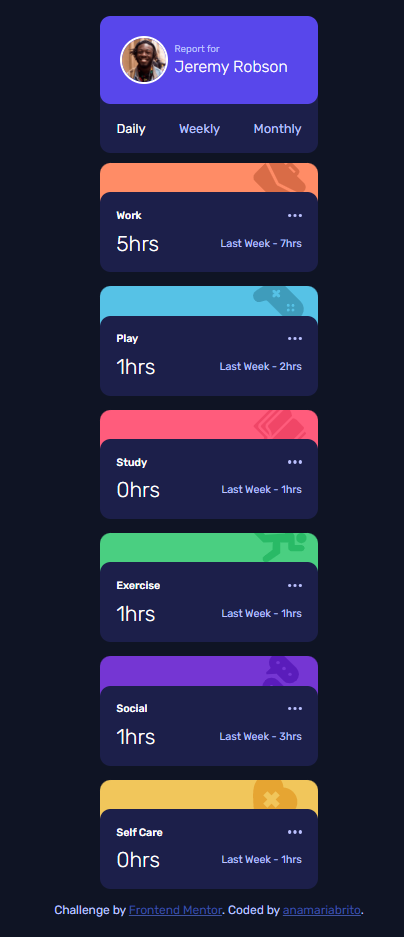 Report for
Jeremy Robson
Daily Weekly Monthly
Work
5hrs Last Week - 7hrs
Play
1hrs Last Week - 2hrs
Study
0hrs Last Week - 1hrs
Exercise
1hrs Last Week - 1hrs
Social
1hrs Last Week - 3hrs
Self Care
0hrs Last Week - 1hrs
Challenge by Frontend Mentor. Coded by anamariabrito.